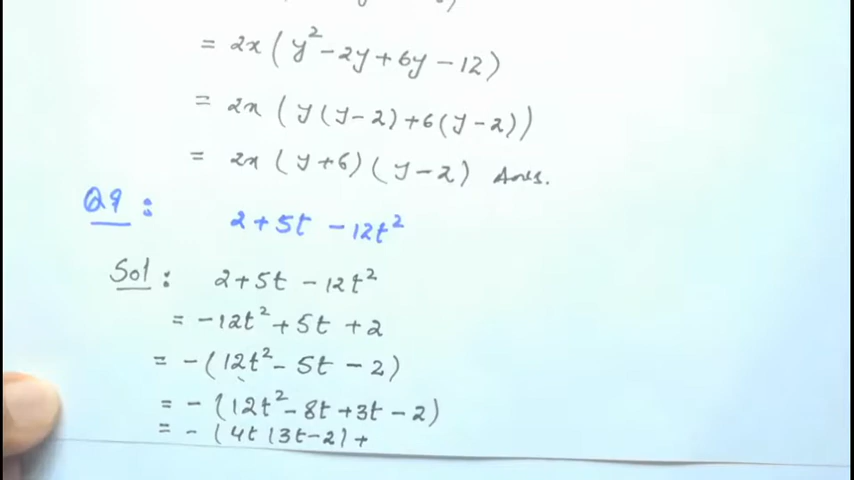 = 2x (y² - 2y + 6y - 12)
= 2x (y(y-2) + 6(y-2))
= 2x (y+6) (y-2) Ans.
Q9 : 2 + 5t - 12t²
Sol : 2 + 5t - 12t²
= -12t² + 5t + 2
= -(12t² - 5t - 2)
= -(12t² - 8t + 3t - 2)
= -(4t(3t-2) +